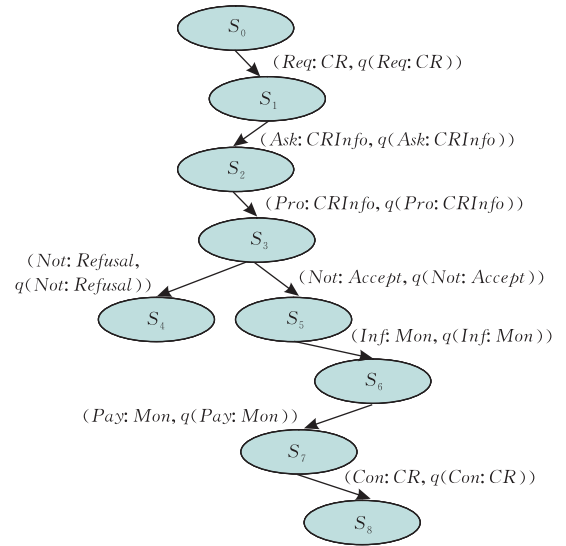 S₀
(Req: CR, q(Req: CR))
S₁
(Ask: CRInfo, q(Ask: CRInfo))
S₂
(Pro: CRInfo, q(Pro: CRInfo))
S₃
(Not: Refusal,
q(Not: Refusal))
(Not: Accept, q(Not: Accept))
S₄
S₅
(Inf: Mon, q(Inf: Mon))
S₆
(Pay: Mon, q(Pay: Mon))
S₇
(Con: CR, q(Con: CR))
S₈